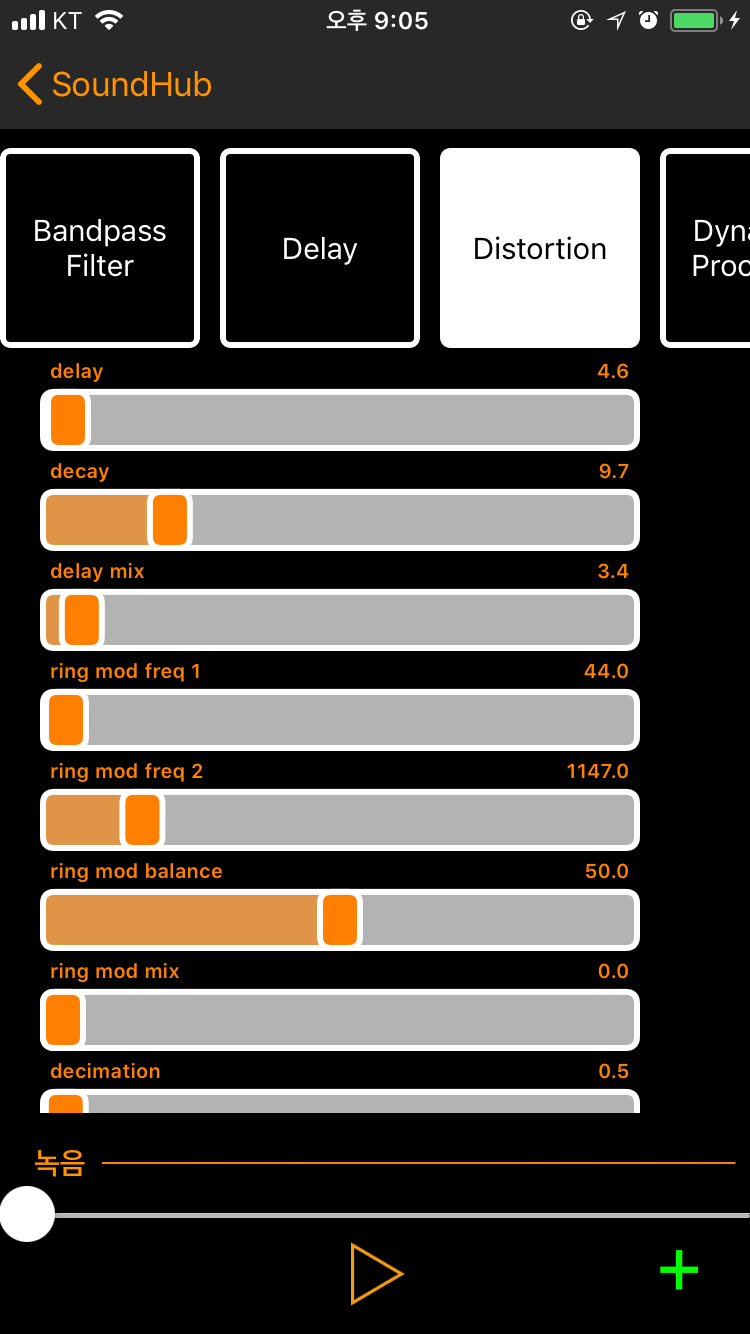 KT 오후 9:05
SoundHub
Bandpass
Filter
Delay
Distortion
delay 4.6
decay 9.7
delay mix 3.4
ring mod freq 1 44.0
ring mod freq 2 1147.0
ring mod balance 50.0
ring mod mix 0.0
decimation 0.5
녹음